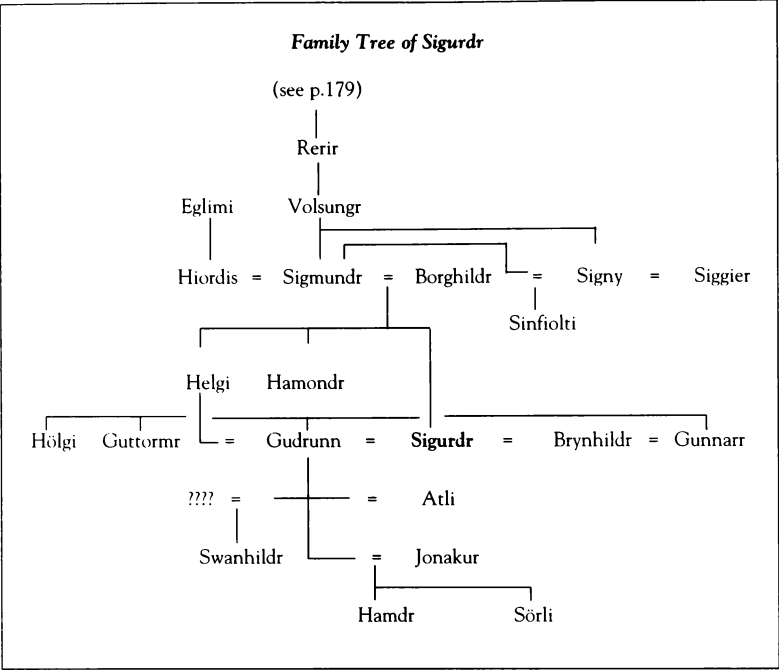 Family Tree of Sigurdr
(see p.179)
Rerir
Eglimi Volsungr
Hiordis = Sigmundr = Borghildr = Signy = Siggier
Sinfiolti
Helgi Hamondr
Hölgi Guttormr = Gudrunn = Sigurdr = Brynhildr = Gunnarr
???? = = Atli
Swanhildr = Jonakur
Hamdr Sörli